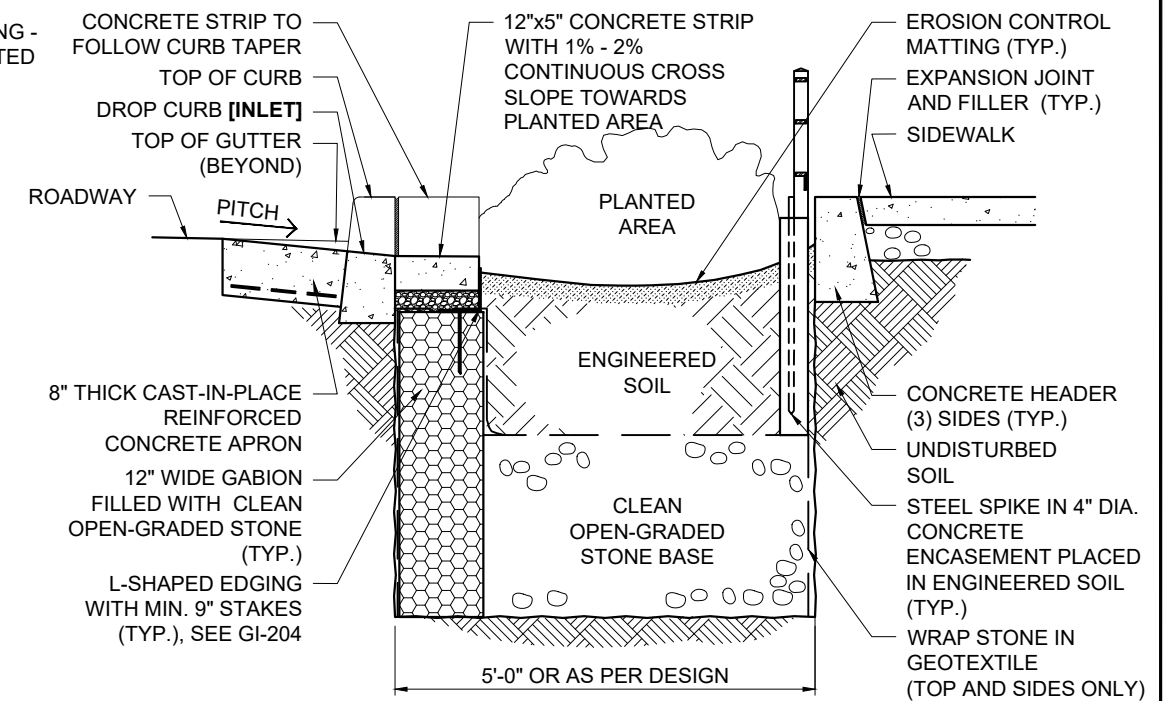 NG -
TED
CONCRETE STRIP TO
FOLLOW CURB TAPER
TOP OF CURB
DROP CURB [INLET]
TOP OF GUTTER
(BEYOND)
ROADWAY
PITCH
8" THICK CAST-IN-PLACE
REINFORCED
CONCRETE APRON
12" WIDE GABION
FILLED WITH CLEAN
OPEN-GRADED STONE
(TYP.)
L-SHAPED EDGING
WITH MIN. 9" STAKES
(TYP.), SEE GI-204
12"x5" CONCRETE STRIP
WITH 1% - 2%
CONTINUOUS CROSS
SLOPE TOWARDS
PLANTED AREA
PLANTED
AREA
ENGINEERED
SOIL
CLEAN
OPEN-GRADED
STONE BASE
5'-0" OR AS PER DESIGN
EROSION CONTROL
MATTING (TYP.)
EXPANSION JOINT
AND FILLER (TYP.)
SIDEWALK
CONCRETE HEADER
(3) SIDES (TYP.)
UNDISTURBED
SOIL
STEEL SPIKE IN 4" DIA.
CONCRETE
ENCASEMENT PLACED
IN ENGINEERED SOIL
(TYP.)
WRAP STONE IN
GEOTEXTILE
(TOP AND SIDES ONLY)